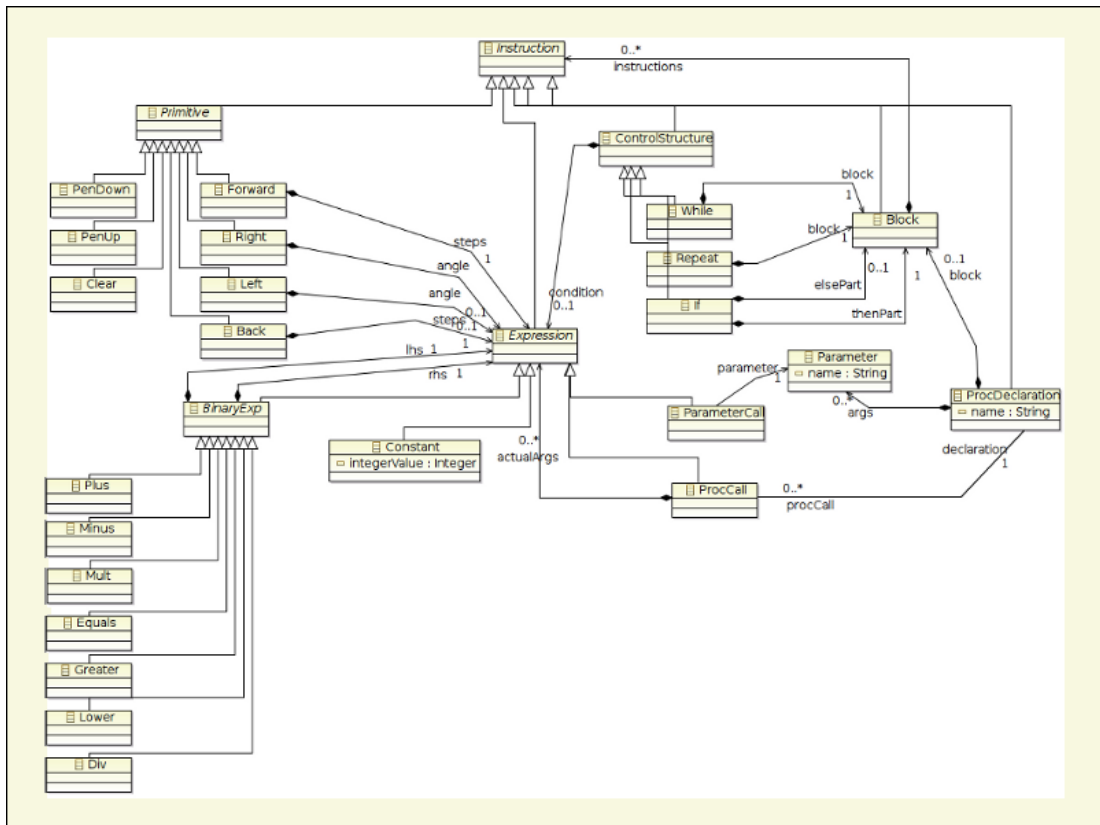 Instruction
0..*
instructions
Primitive
ControlStructure
PenDown
Forward
block
1
While
Block
PenUp
Right
steps
1
block
1
Repeat
Clear
Left
angle
angle
0..1
condition
0..1
If
elsePart
0..1
thenPart
1
0..1
block
Back
steps
0..1
1
Expression
lhs 1
rhs 1
parameter
1
Parameter
name : String
0..*
args
ProcDeclaration
name : String
BinaryExp
ParameterCall
Constant
integerValue : Integer
0..*
actualArgs
declaration
1
ProcCall
0..*
procCall
Plus
Minus
Mult
Equals
Greater
Lower
Div